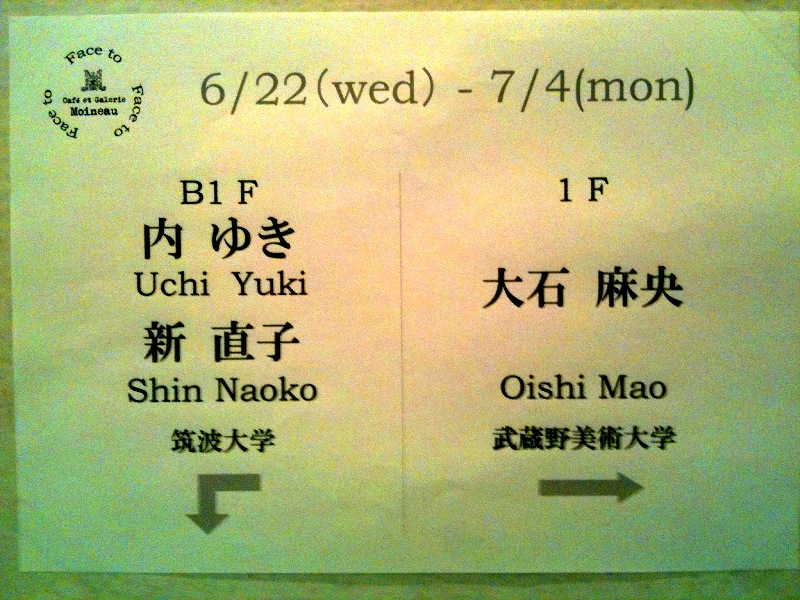 Face to
Face to
Face to
Café et Galerie
Moineau
6/22(wed) - 7/4(mon)
B1 F
内 ゆき
Uchi Yuki
新 直子
Shin Naoko
筑波大学
1 F
大石 麻央
Oishi Mao
武蔵野美術大学